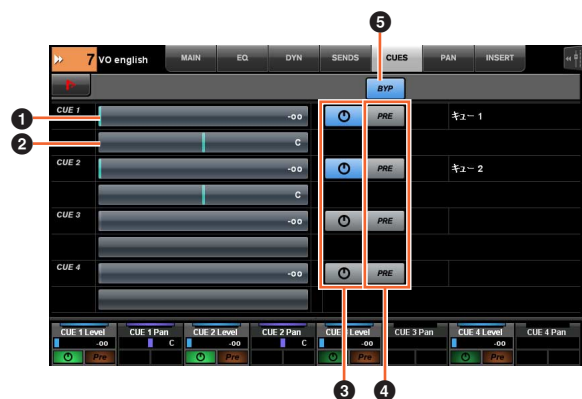 5
7 VO english MAIN EQ DYN SENDS CUES PAN INSERT
BYP
1 CUE 1 -oo PRE キュー 1
2 C
CUE 2 -oo PRE キュー 2
C
CUE 3 -oo PRE
CUE 4 -oo PRE
CUE 1 Level CUE 1 Pan CUE 2 Level CUE 2 Pan CUE 3 Level CUE 3 Pan CUE 4 Level CUE 4 Pan
-oo C -oo C -oo -oo
Pre Pre Pre Pre
3 4